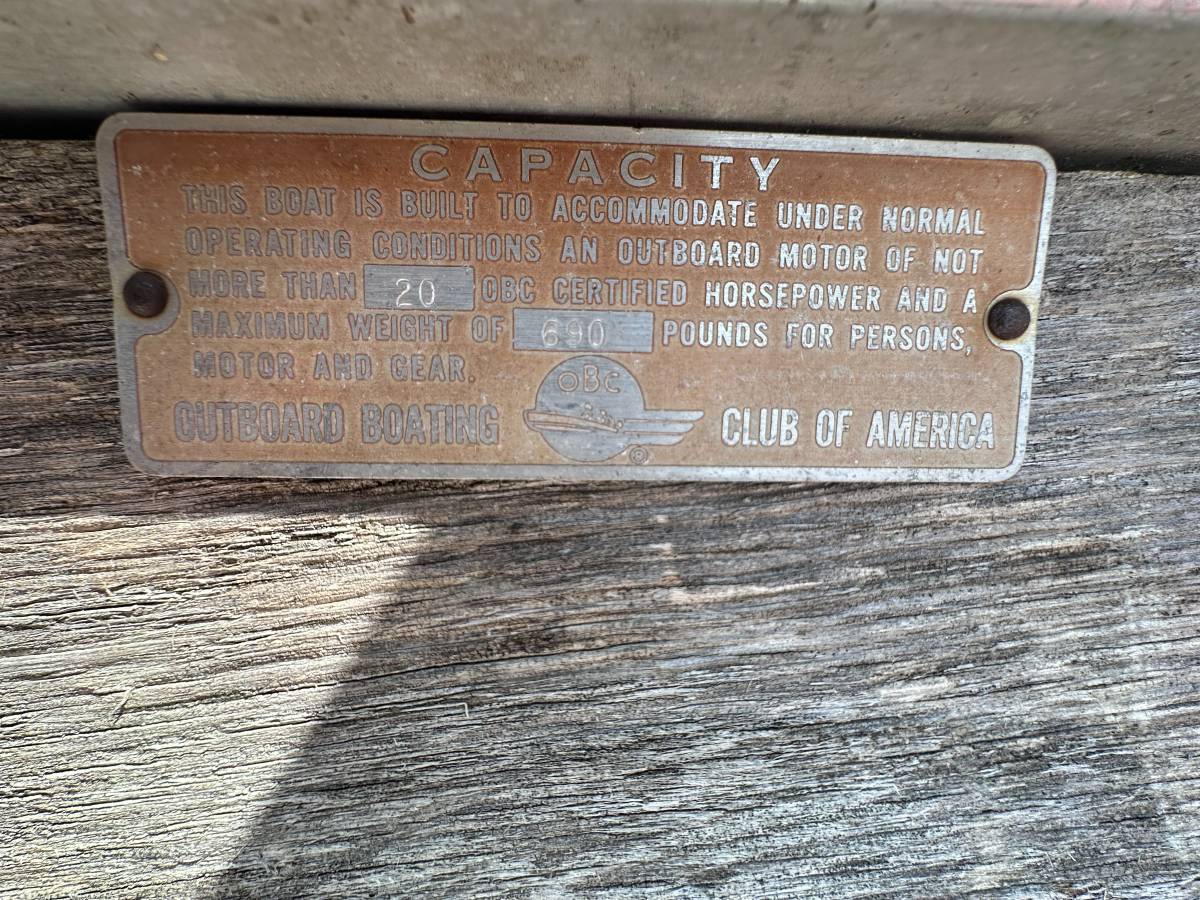 CAPACITY
THIS BOAT IS BUILT TO ACCOMMODATE UNDER NORMAL
OPERATING CONDITIONS AN OUTBOARD MOTOR OF NOT
MORE THAN 20 OBC CERTIFIED HORSEPOWER AND A
MAXIMUM WEIGHT OF 690 POUNDS FOR PERSONS,
MOTOR AND GEAR.
OBC
OUTBOARD BOATING CLUB OF AMERICA
®